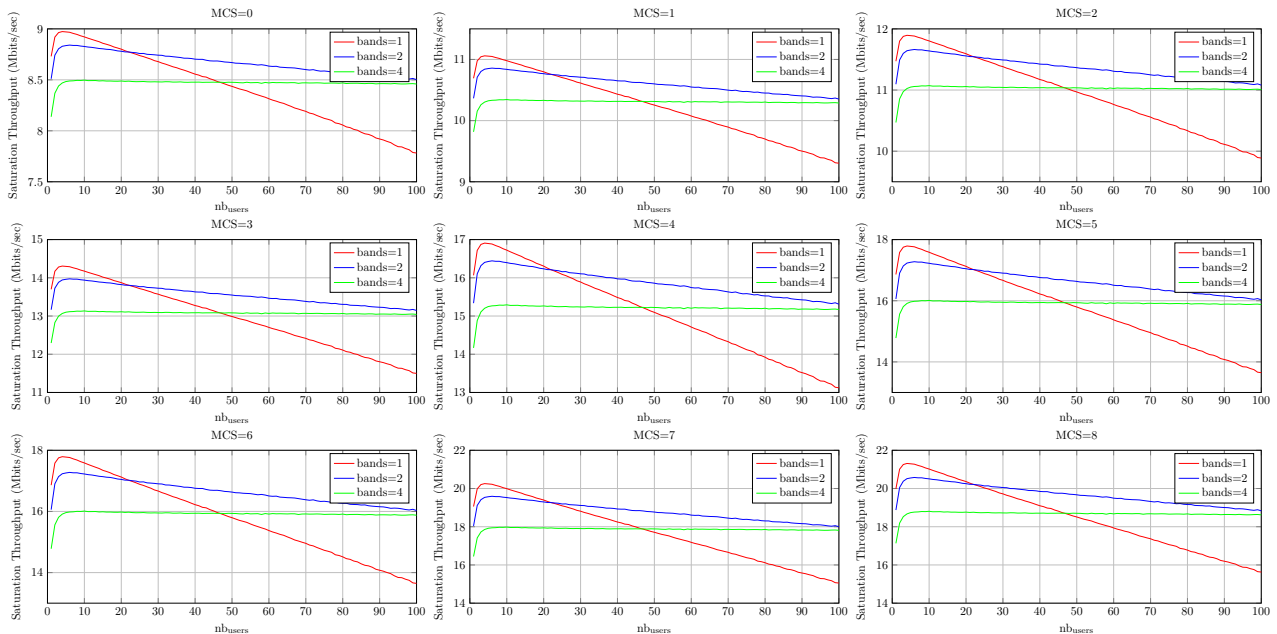 MCS=0
Saturation Throughput (Mbits/sec)
9
8.5
8
7.5
bands=1
bands=2
bands=4
0 10 20 30 40 50 60 70 80 90 100
nb_users
MCS=1
Saturation Throughput (Mbits/sec)
11
10
9
bands=1
bands=2
bands=4
0 10 20 30 40 50 60 70 80 90 100
nb_users
MCS=2
Saturation Throughput (Mbits/sec)
12
11
10
bands=1
bands=2
bands=4
0 10 20 30 40 50 60 70 80 90 100
nb_users
MCS=3
Saturation Throughput (Mbits/sec)
15
14
13
12
11
bands=1
bands=2
bands=4
0 10 20 30 40 50 60 70 80 90 100
nb_users
MCS=4
Saturation Throughput (Mbits/sec)
17
16
15
14
13
bands=1
bands=2
bands=4
0 10 20 30 40 50 60 70 80 90 100
nb_users
MCS=5
Saturation Throughput (Mbits/sec)
18
16
14
bands=1
bands=2
bands=4
0 10 20 30 40 50 60 70 80 90 100
nb_users
MCS=6
Saturation Throughput (Mbits/sec)
18
16
14
bands=1
bands=2
bands=4
0 10 20 30 40 50 60 70 80 90 100
nb_users
MCS=7
Saturation Throughput (Mbits/sec)
22
20
18
16
14
bands=1
bands=2
bands=4
0 10 20 30 40 50 60 70 80 90 100
nb_users
MCS=8
Saturation Throughput (Mbits/sec)
22
20
18
16
14
bands=1
bands=2
bands=4
0 10 20 30 40 50 60 70 80 90 100
nb_users